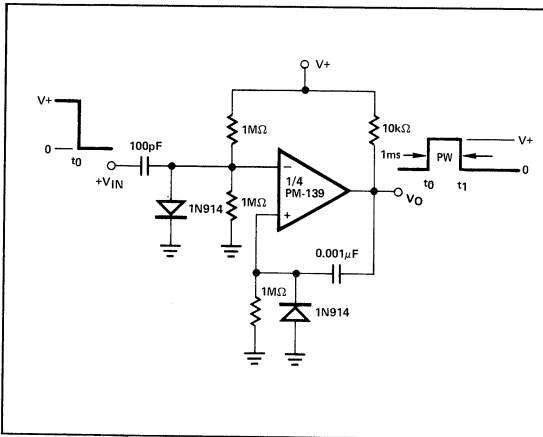 V+
V+
0
t0
+VIN
100pF
1MΩ
10kΩ
1N914
1MΩ
−
1/4
PM-139
+
1ms
PW
V+
0
t0
t1
VO
0.001μF
1MΩ
1N914